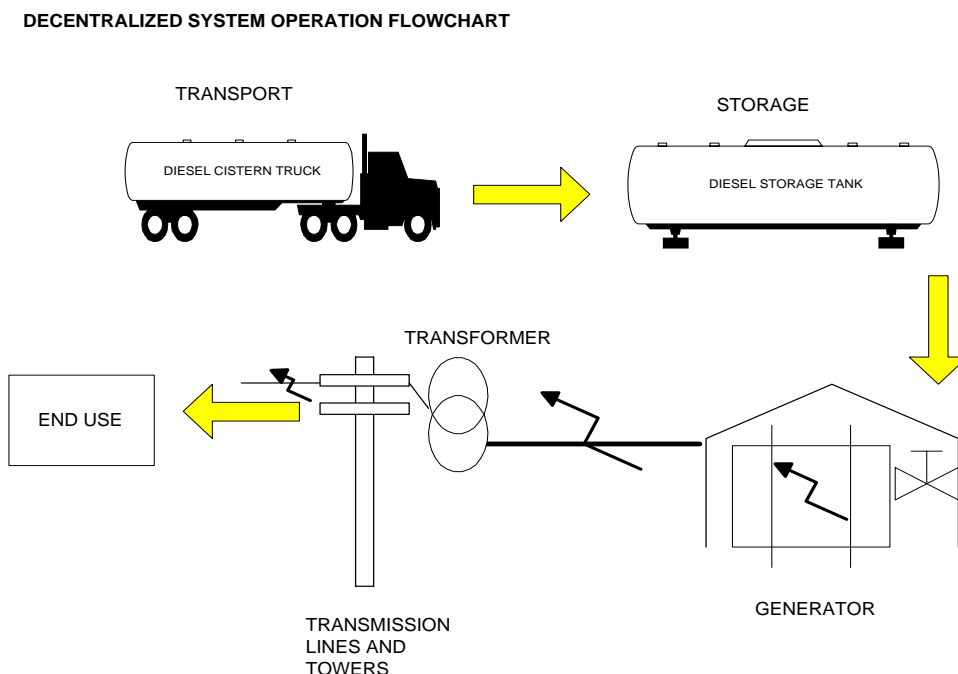 DECENTRALIZED SYSTEM OPERATION FLOWCHART
TRANSPORT
STORAGE
DIESEL CISTERN TRUCK
DIESEL STORAGE TANK
TRANSFORMER
END USE
GENERATOR
TRANSMISSION
LINES AND
TOWERS